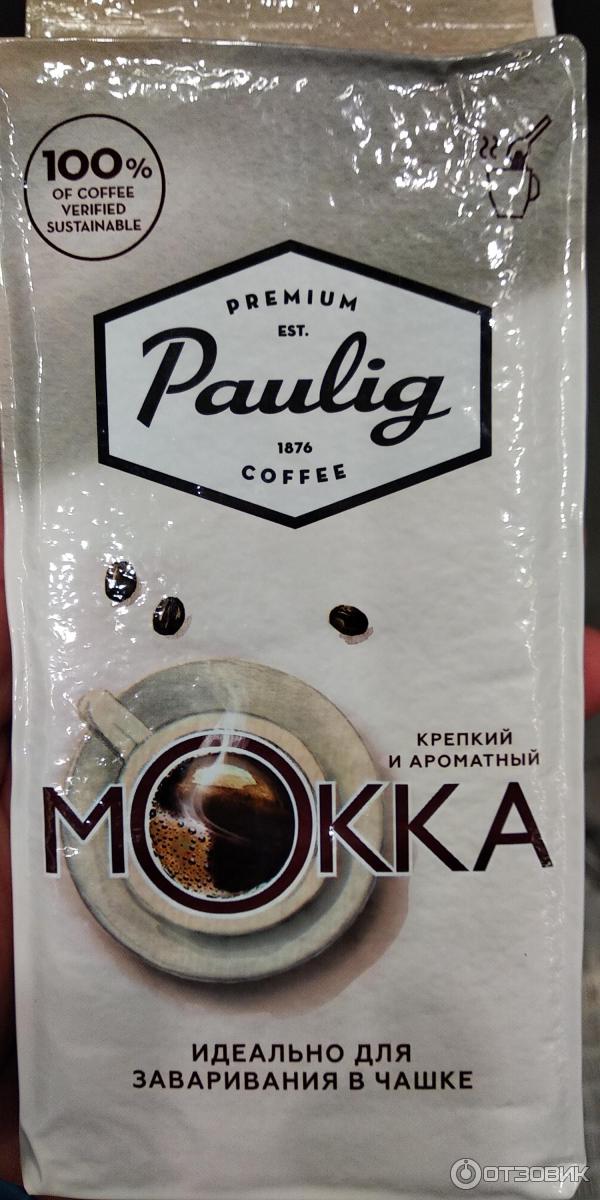 100%
OF COFFEE
VERIFIED
SUSTAINABLE
PREMIUM
EST.
Paulig
1876
COFFEE
КРЕПКИЙ
И АРОМАТНЫЙ
МОККА
ИДЕАЛЬНО ДЛЯ
ЗАВАРИВАНИЯ В ЧАШКЕ
ОТЗОВИК